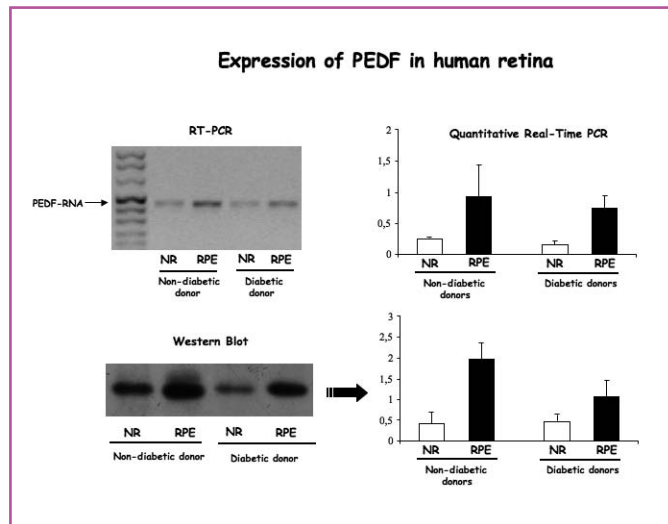 Expression of PEDF in human retina
RT-PCR
PEDF-RNA
NR RPE NR RPE
Non-diabetic donor
Diabetic donor
Quantitative Real-Time PCR
2
1,5
1
0,5
0
NR RPE NR RPE
Non-diabetic donors
Diabetic donors
Western Blot
NR RPE NR RPE
Non-diabetic donor Diabetic donor
3
2,5
2
1,5
1
0,5
0
NR RPE NR RPE
Non-diabetic donors
Diabetic donors